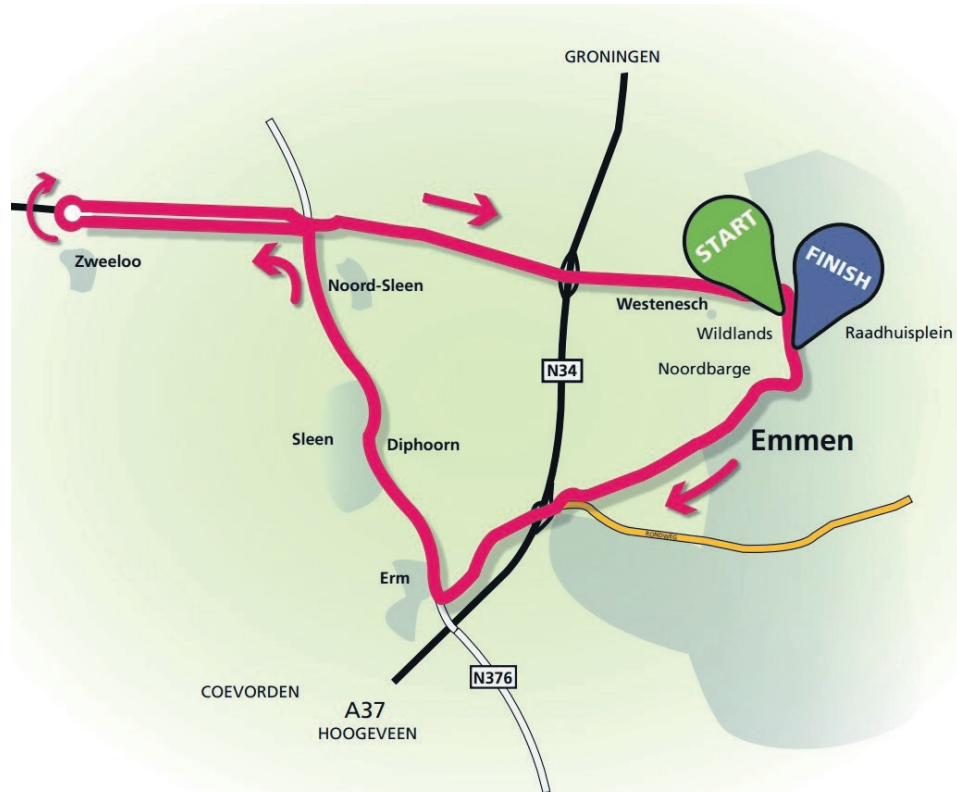 GRONINGEN
START
FINISH
Zweeloo
Noord-Sleen
Westenesch
Wildlands
Raadhuisplein
Noordbarge
N34
Sleen
Diphoorn
Emmen
RONDWEG
Erm
N376
COEVORDEN
A37
HOOGEVEEN